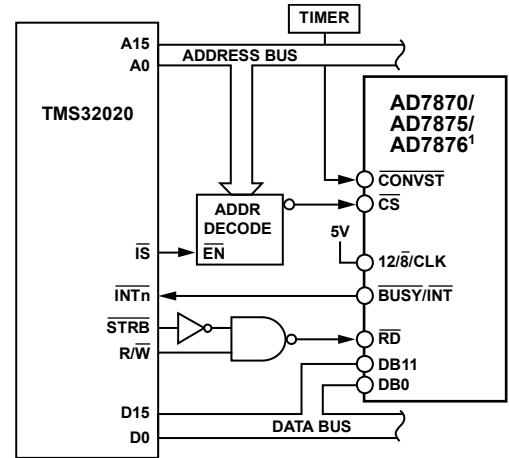 TIMER
A15
A0
ADDRESS BUS
TMS32020
AD7870/
AD7875/
AD7876¹
CONVST
CS
ADDR
DECODE
EN
5V
IS
12/8/CLK
INTn
BUSY/INT
STRB
R/W
RD
DB11
DB0
D15
D0
DATA BUS